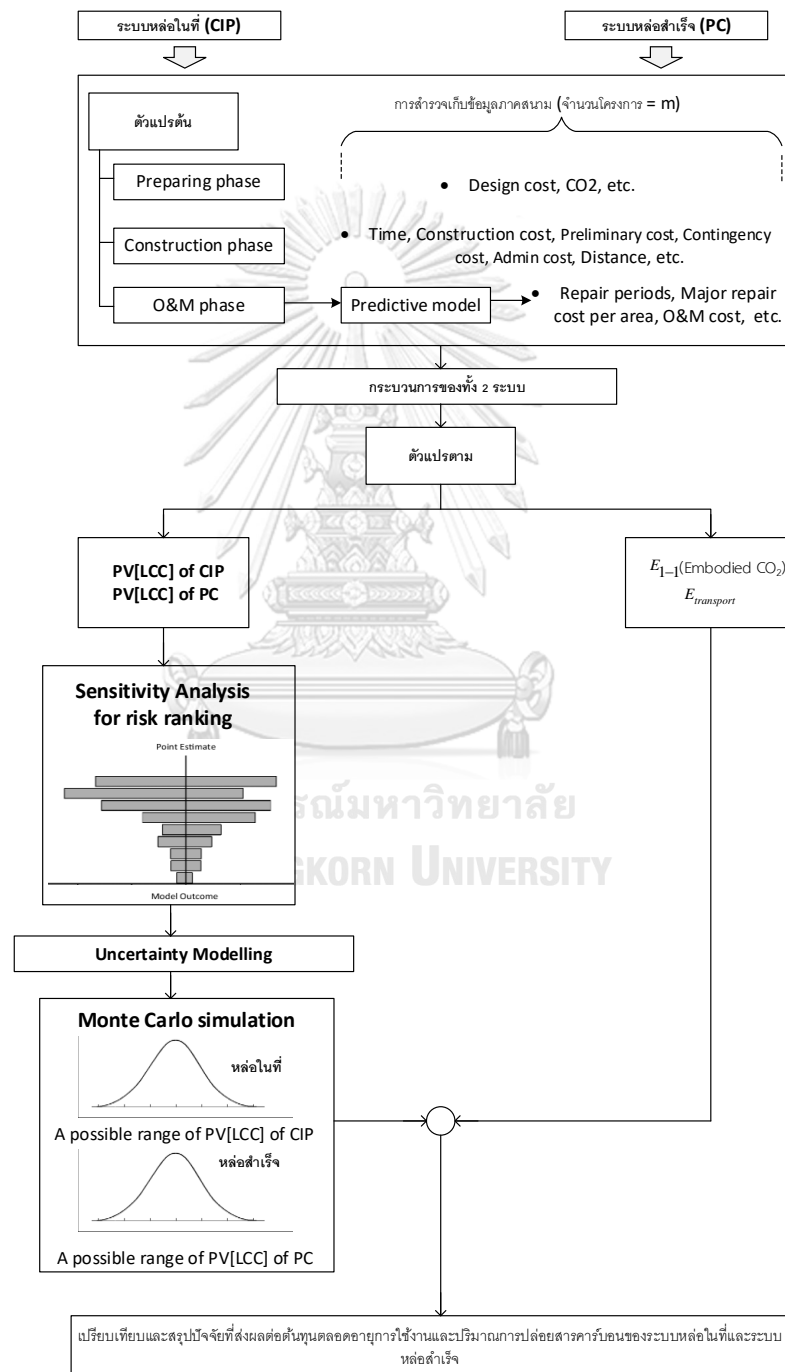 ระบบหล่อในที่ (CIP)
ระบบหล่อสำเร็จ (PC)
ตัวแปรต้น
การสำรวจเก็บข้อมูลภาคสนาม (จำนวนโครงการ = m)
Preparing phase
• Design cost, CO2, etc.
Construction phase
• Time, Construction cost, Preliminary cost, Contingency
cost, Admin cost, Distance, etc.
O&M phase
Predictive model
• Repair periods, Major repair
cost per area, O&M cost, etc.
กระบวนการของทั้ง 2 ระบบ
ตัวแปรตาม
PV[LCC] of CIP
PV[LCC] of PC
E1–1(Embodied CO2)
Etransport
Sensitivity Analysis
for risk ranking
Point Estimate
Model Outcome
รณ์มหาวิทยาลัย
GKORN UNIVERSITY
Uncertainty Modelling
Monte Carlo simulation
หล่อในที่
A possible range of PV[LCC] of CIP
หล่อสำเร็จ
A possible range of PV[LCC] of PC
เปรียบเทียบและสรุปปัจจัยที่ส่งผลต่อต้นทุนตลอดอายุการใช้งานและปริมาณการปล่อยสารคาร์บอนของระบบหล่อในที่และระบบ
หล่อสำเร็จ